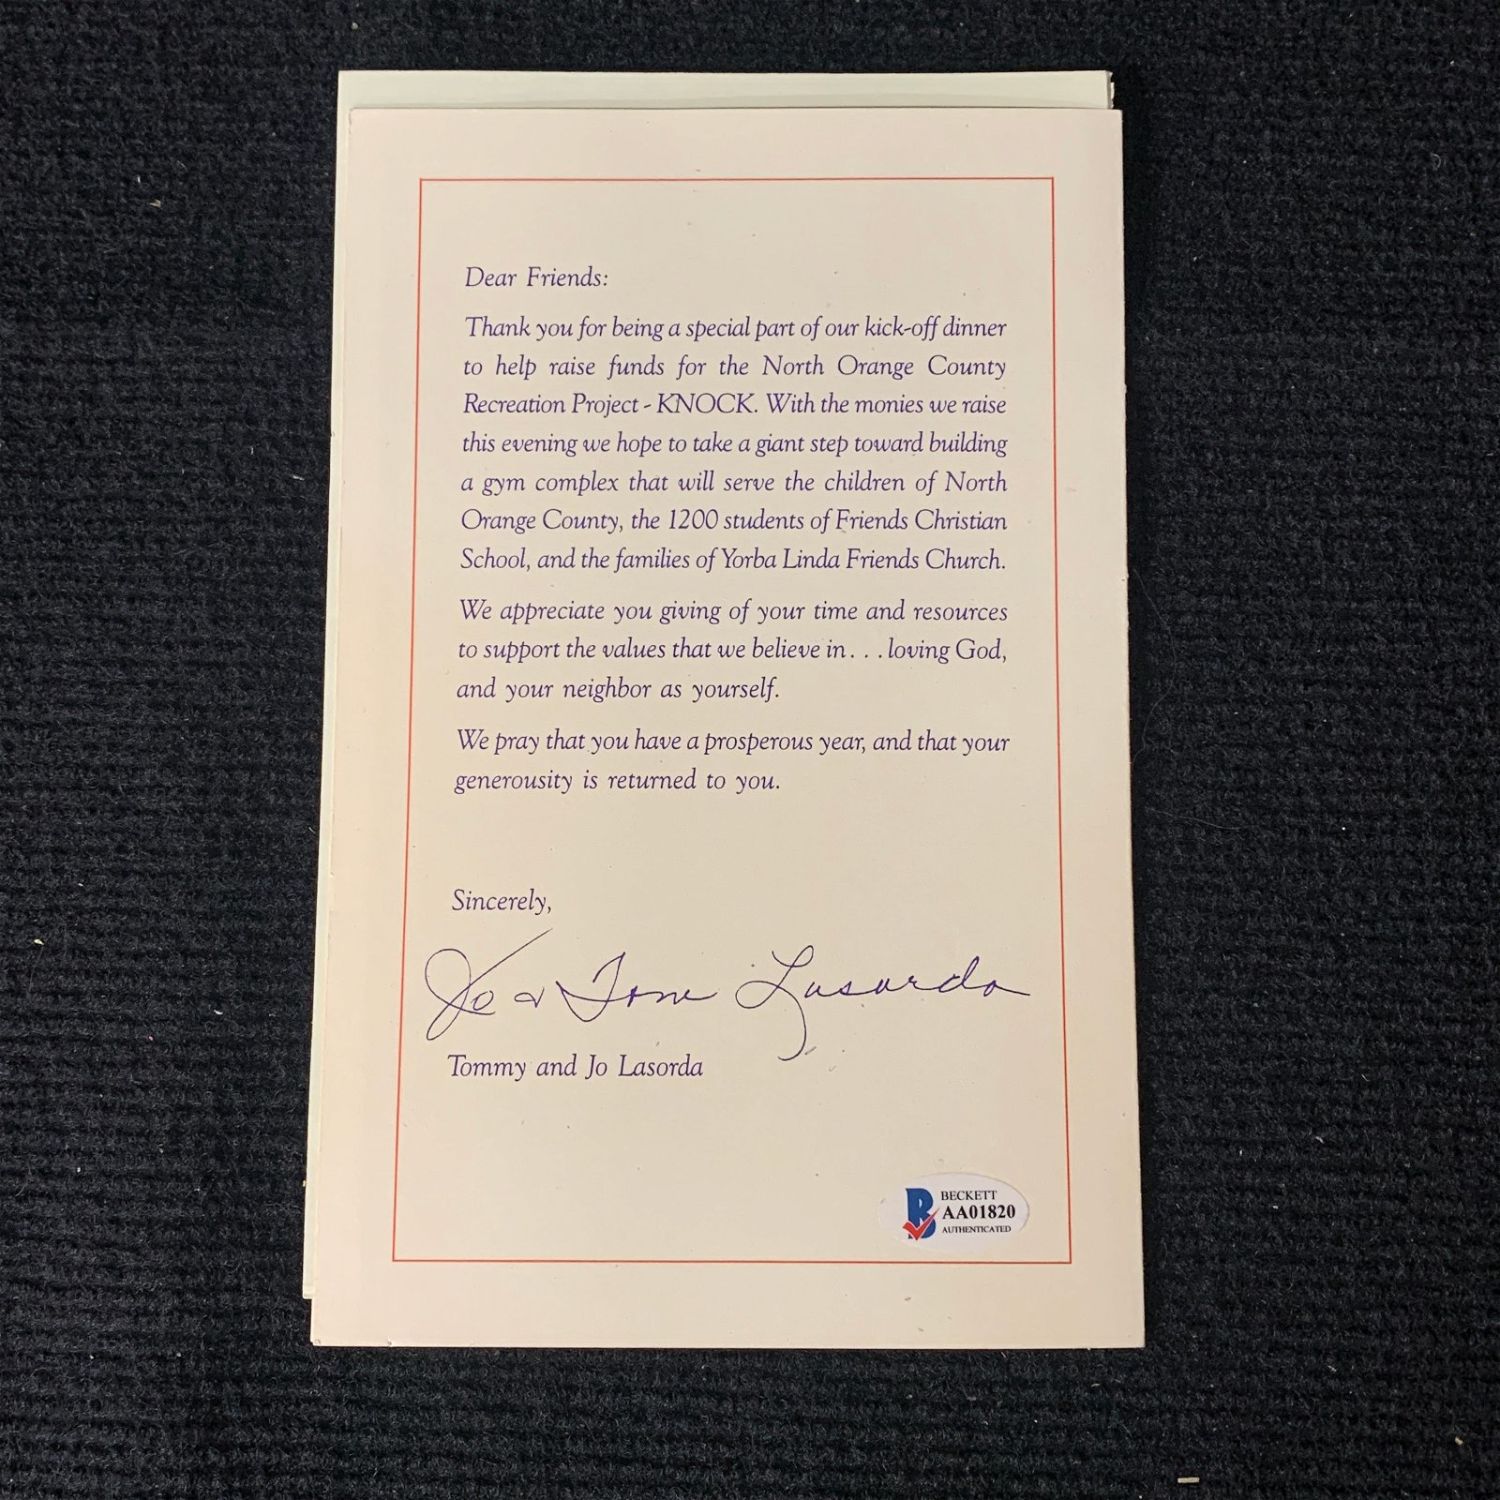 Dear Friends:
Thank you for being a special part of our kick-off dinner
to help raise funds for the North Orange County
Recreation Project - KNOCK. With the monies we raise
this evening we hope to take a giant step toward building
a gym complex that will serve the children of North
Orange County, the 1200 students of Friends Christian
School, and the families of Yorba Linda Friends Church.
We appreciate you giving of your time and resources
to support the values that we believe in. . . loving God,
and your neighbor as yourself.
We pray that you have a prosperous year, and that your
generousity is returned to you.
Sincerely,
Jo & Tom Lasorda
Tommy and Jo Lasorda
B
BECKETT
AA01820
AUTHENTICATED